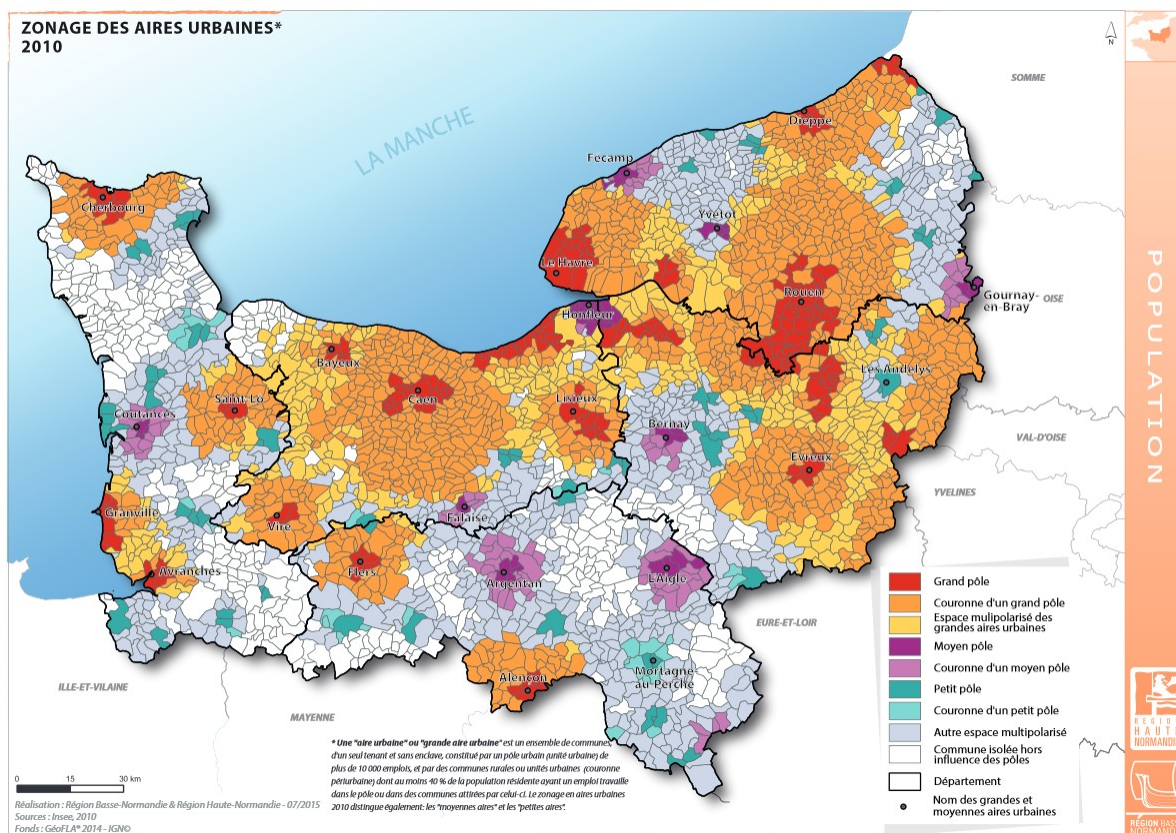 ZONAGE DES AIRES URBAINES*
2010
N
SOMME
LA MANCHE
Dieppe
Fecamp
Cherbourg
Yvetot
Le Havre
Rouen
Gournay-
en-Bray
OISE
Honfleur
Bayeux
Les Andelys
Caen
Saint-Lo
Lisieux
Coutances
Bernay
VAL-D'OISE
Evreux
YVELINES
Granville
Falaise
Vire
Avranches
Flers
Argentan
L'Aigle
EURE-ET-LOIR
Mortagne-
au-Perche
Alençon
ILLE-ET-VILAINE
MAYENNE
Grand pôle
Couronne d'un grand pôle
Espace mulipolarisé des
grandes aires urbaines
Moyen pôle
Couronne d'un moyen pôle
Petit pôle
Couronne d'un petit pôle
Autre espace multipolarisé
Commune isolée hors
influence des pôles
Département
Nom des grandes et
moyennes aires urbaines
* Une "aire urbaine" ou "grande aire urbaine" est un ensemble de communes,
d'un seul tenant et sans enclave, constitué par un pôle urbain (unité urbaine) de
plus de 10 000 emplois, et par des communes rurales ou unités urbaines (couronne
périurbaine) dont au moins 40 % de la population résidente ayant un emploi travaille
dans le pôle ou dans des communes attirées par celui-ci. Le zonage en aires urbaines
2010 distingue également: les "moyennes aires" et les "petites aires".
0 15 30 km
Réalisation : Région Basse-Normandie & Région Haute-Normandie - 07/2015
Sources : Insee, 2010
Fonds : GéoFLA® 2014 - IGN©
POPULATION
REGION
HAUTE
NORMANDIE
RÉGION BASSE
NORMANDIE